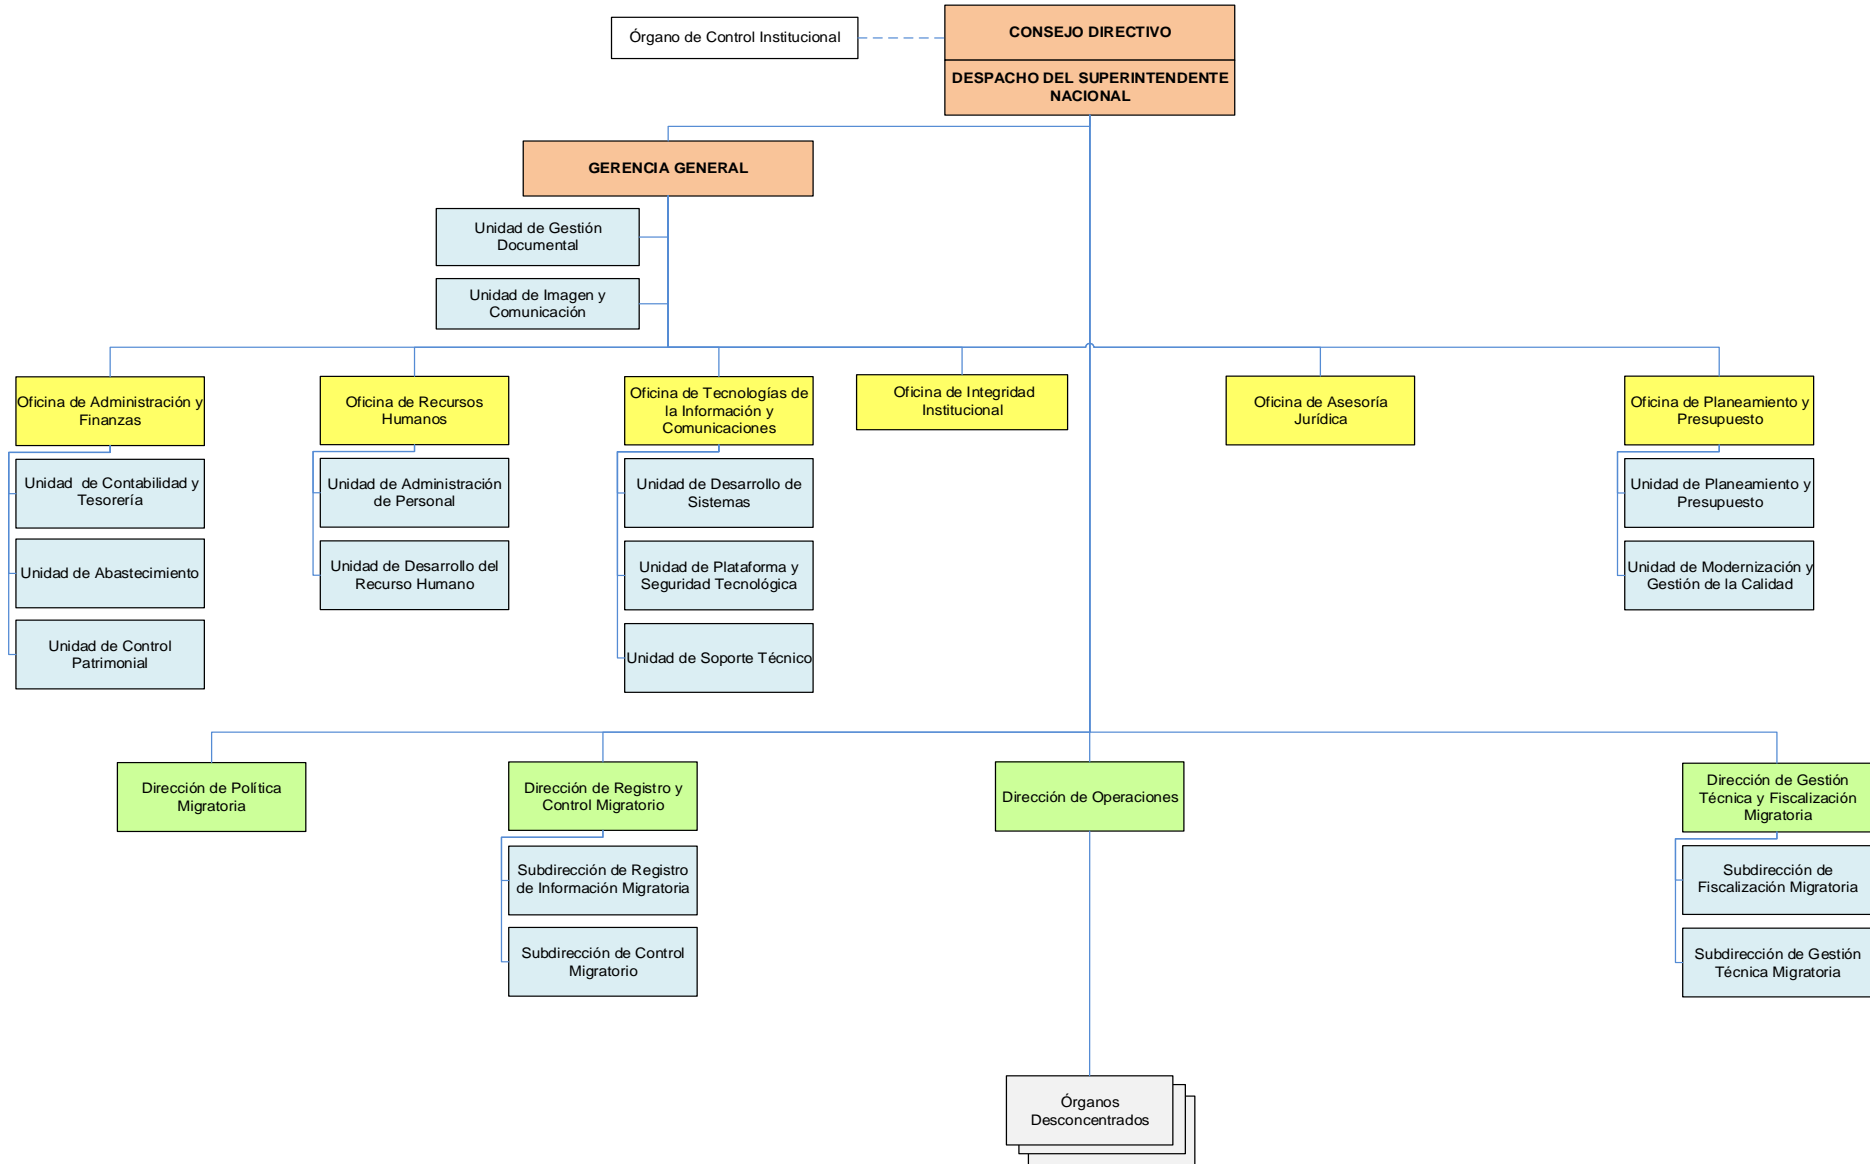 Órgano de Control Institucional
CONSEJO DIRECTIVO
DESPACHO DEL SUPERINTENDENTE
NACIONAL
GERENCIA GENERAL
Unidad de Gestión
Documental
Unidad de Imagen y
Comunicación
Oficina de Administración y
Finanzas
Unidad de Contabilidad y
Tesorería
Unidad de Abastecimiento
Unidad de Control
Patrimonial
Oficina de Recursos
Humanos
Unidad de Administración
de Personal
Unidad de Desarrollo del
Recurso Humano
Oficina de Tecnologías de
la Información y
Comunicaciones
Unidad de Desarrollo de
Sistemas
Unidad de Plataforma y
Seguridad Tecnológica
Unidad de Soporte Técnico
Oficina de Integridad
Institucional
Oficina de Asesoría
Jurídica
Oficina de Planeamiento y
Presupuesto
Unidad de Planeamiento y
Presupuesto
Unidad de Modernización y
Gestión de la Calidad
Dirección de Política
Migratoria
Dirección de Registro y
Control Migratorio
Subdirección de Registro
de Información Migratoria
Subdirección de Control
Migratorio
Dirección de Operaciones
Órganos
Desconcentrados
Dirección de Gestión
Técnica y Fiscalización
Migratoria
Subdirección de
Fiscalización Migratoria
Subdirección de Gestión
Técnica Migratoria